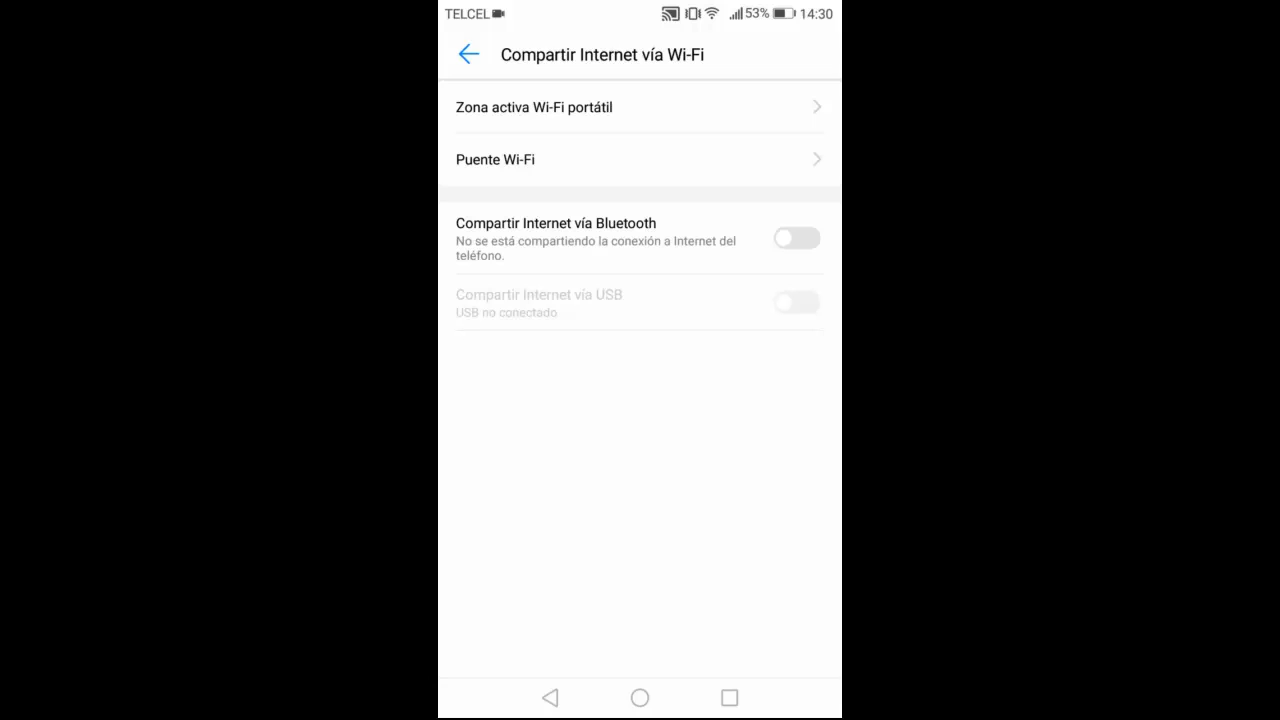 TELCEL 53% 14:30
Compartir Internet vía Wi-Fi
Zona activa Wi-Fi portátil
Puente Wi-Fi
Compartir Internet vía Bluetooth
No se está compartiendo la conexión a Internet del
teléfono.
Compartir Internet vía USB
USB no conectado